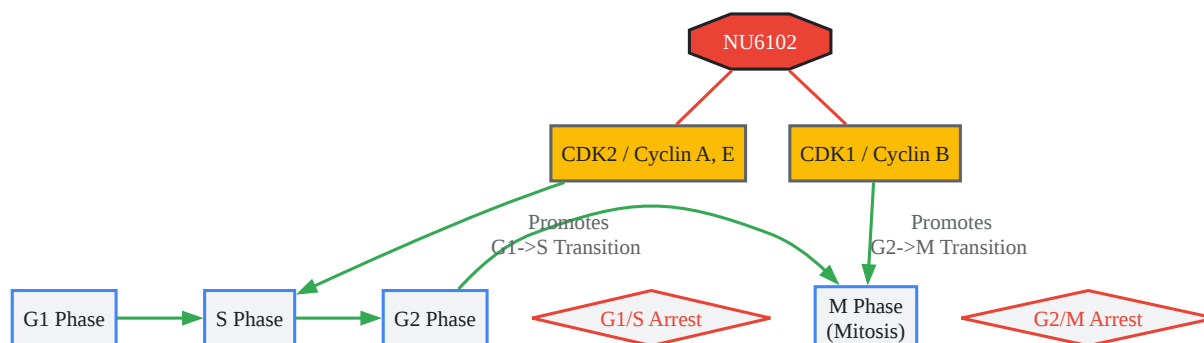 NU6102
CDK2 / Cyclin A, E
CDK1 / Cyclin B
Promotes
G1->S Transition
Promotes
G2->M Transition
G1 Phase
S Phase
G2 Phase
G1/S Arrest
M Phase
(Mitosis)
G2/M Arrest